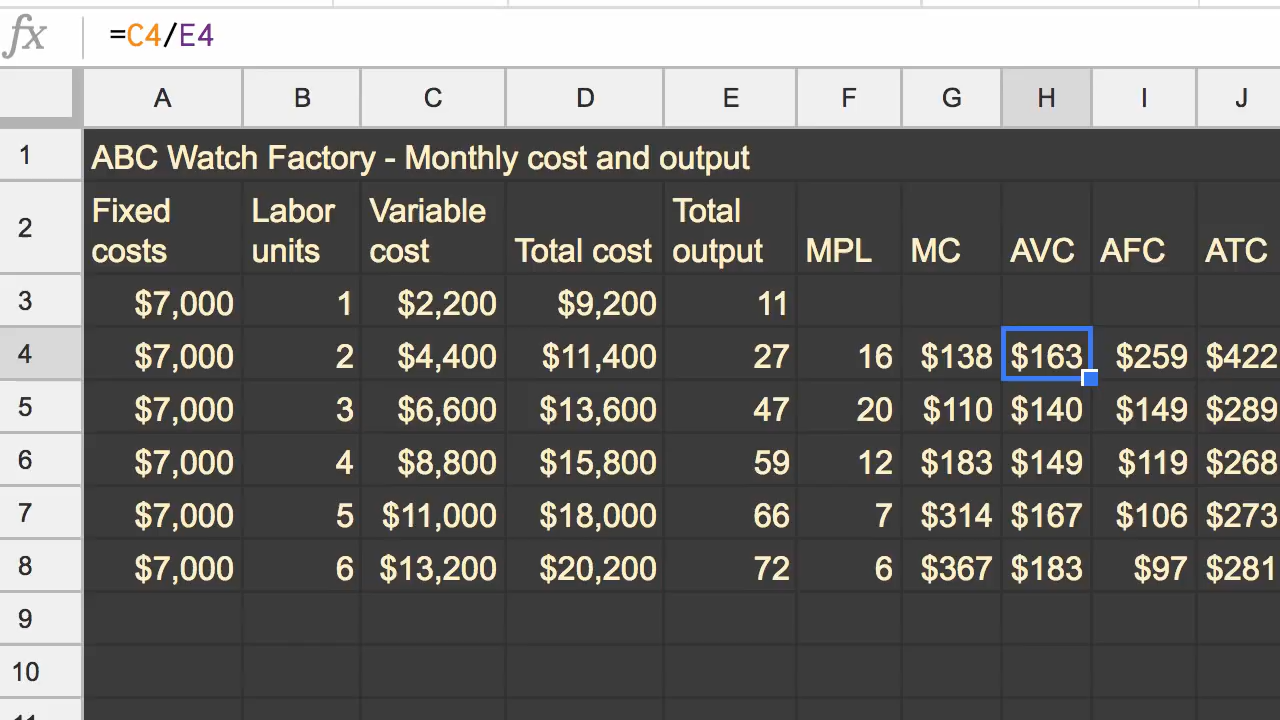 fx =C4/E4
A B C D E F G H I J
1 ABC Watch Factory - Monthly cost and output
2 Fixed costs Labor units Variable cost Total cost Total output MPL MC AVC AFC ATC
3 $7,000 1 $2,200 $9,200 11
4 $7,000 2 $4,400 $11,400 27 16 $138 $163 $259 $422
5 $7,000 3 $6,600 $13,600 47 20 $110 $140 $149 $289
6 $7,000 4 $8,800 $15,800 59 12 $183 $149 $119 $268
7 $7,000 5 $11,000 $18,000 66 7 $314 $167 $106 $273
8 $7,000 6 $13,200 $20,200 72 6 $367 $183 $97 $281
9
10
11